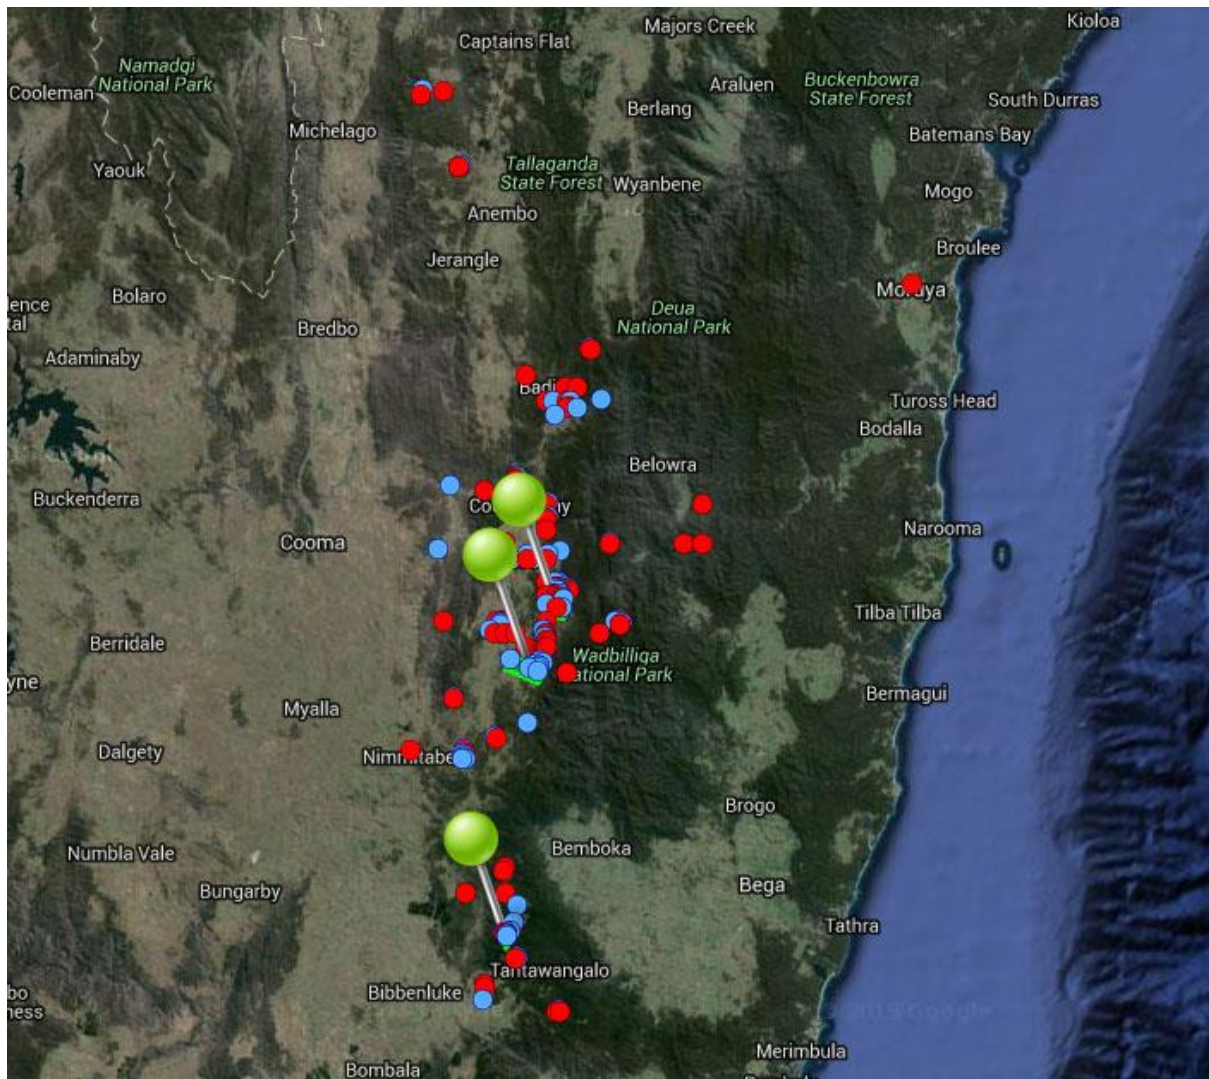 Kioloa
Captains Flat
Majors Creek
Namadgi
National Park
Cooleman
Araluen
Buckenbowra
State Forest
South Durras
Berlang
Michelago
Batemans Bay
Yaouk
Tallaganda
State Forest
Wyanbene
Mogo
Anembo
Broulee
Jerangle
Bolaro
Moruya
Deua
National Park
Bredbo
Adaminaby
Tuross Head
Bodalla
Belowra
Buckenderra
Narooma
Cooma
Tilba Tilba
Berridale
Wadbilliga
National Park
Bermagui
Myalla
Dalgety
Nimmitabel
Brogo
Numbla Vale
Bemboka
Bungarby
Bega
Tathra
Tantawangalo
Bibbenluke
Merimbula
Bombala